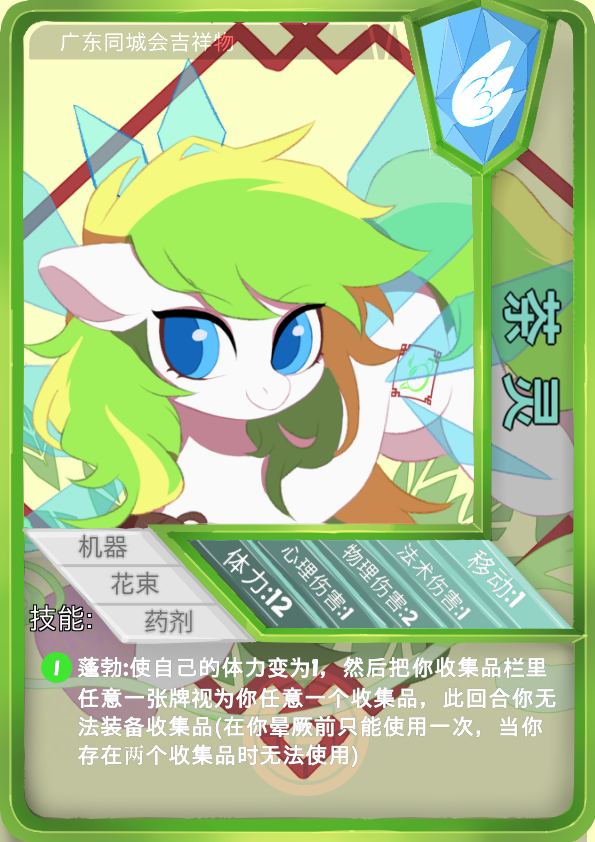 广东同城会吉祥物
茶灵
机器
花束
药剂
体力:12
心理伤害:1
物理伤害:2
法术伤害:1
移动:1
技能:
1 蓬勃:使自己的体力变为1，然后把你收集品栏里
任意一张牌视为你任意一个收集品，此回合你无
法装备收集品(在你晕厥前只能使用一次，当你
存在两个收集品时无法使用)